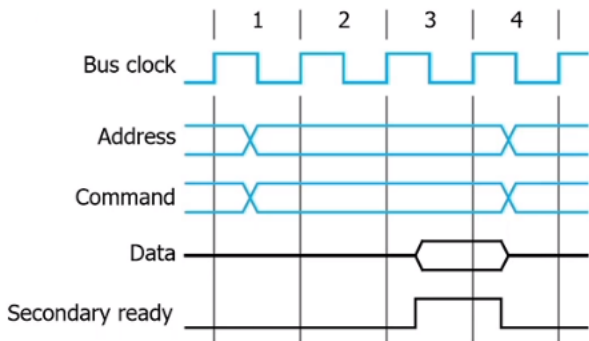 1 2 3 4
Bus clock
Address
Command
Data
Secondary ready